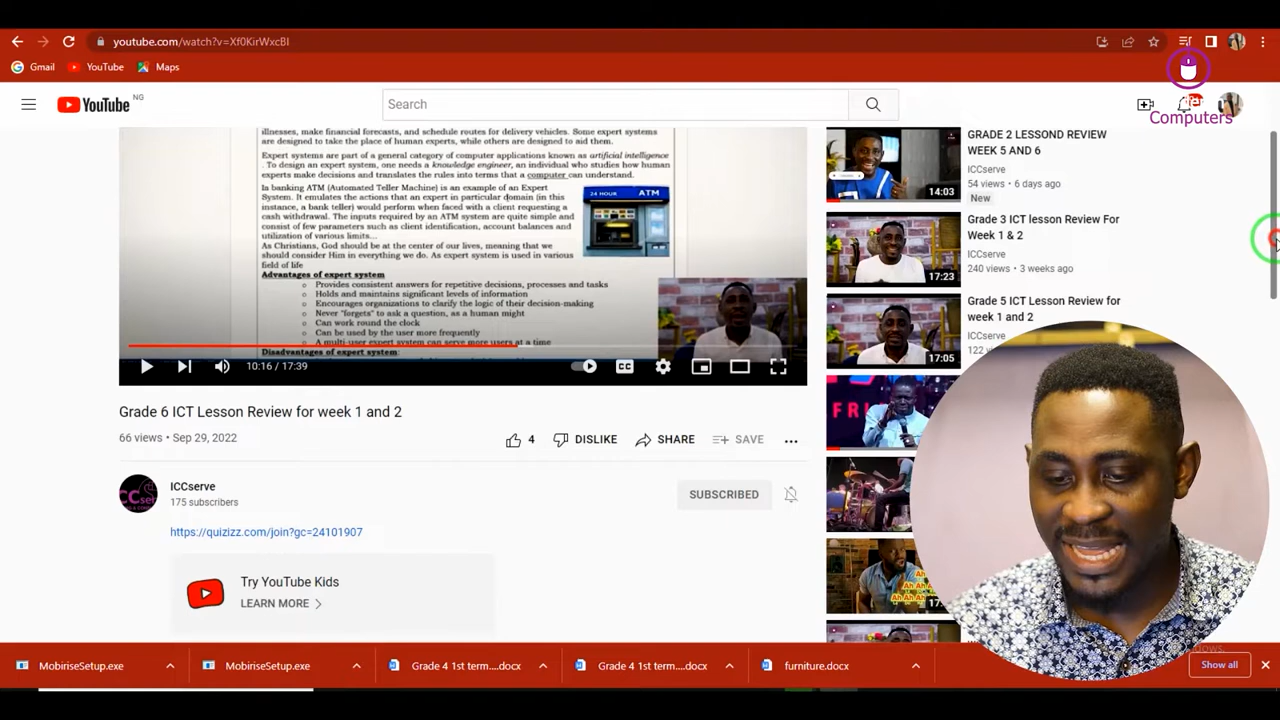 youtube.com/watch?v=Xf0KirWxcBI
Gmail
YouTube
Maps
YouTube
NG
Search
Computers
illnesses, make financial forecasts, and schedule routes for delivery vehicles. Some expert systems
are designed to take the place of human experts, while others are designed to aid them.
Expert systems are part of a general category of computer applications known as artificial intelligence
. To design an expert system, one needs a knowledge engineer, an individual who studies how human
experts make decisions and translates the rules into terms that a computer can understand.
In banking ATM (Automated Teller Machine) is an example of an Expert
System. It emulates the actions that an expert in particular domain (in this
instance, a bank teller) would perform when faced with a client requesting a
cash withdrawal. The inputs required by an ATM system are quite simple and
consist of few parameters such as client identification, account balances and
utilization of various limits...
As Christians, God should be at the center of our lives, meaning that we
should consider Him in everything we do. As expert system is used in various
field of life
24 HOUR ATM
Advantages of expert system
o Provides consistent answers for repetitive decisions, processes and tasks
o Holds and maintains significant levels of information
o Encourages organizations to clarify the logic of their decision-making
o Never "forgets" to ask a question, as a human might
o Can work round the clock
o Can be used by the user more frequently
o A multi-user expert system can serve more users at a time
Disadvantages of expert system:
10:16 / 17:39
CC
Grade 6 ICT Lesson Review for week 1 and 2
66 views • Sep 29, 2022
4
DISLIKE
SHARE
SAVE
ICCserve
175 subscribers
SUBSCRIBED
https://quizizz.com/join?gc=24101907
Try YouTube Kids
LEARN MORE
14:03
GRADE 2 LESSOND REVIEW
WEEK 5 AND 6
ICCserve
54 views • 6 days ago
New
17:23
Grade 3 ICT lesson Review For
Week 1 & 2
ICCserve
240 views • 3 weeks ago
17:05
Grade 5 ICT Lesson Review for
week 1 and 2
ICCserve
MobiriseSetup.exe
MobiriseSetup.exe
Grade 4 1st term....docx
Grade 4 1st term....docx
furniture.docx
Show all